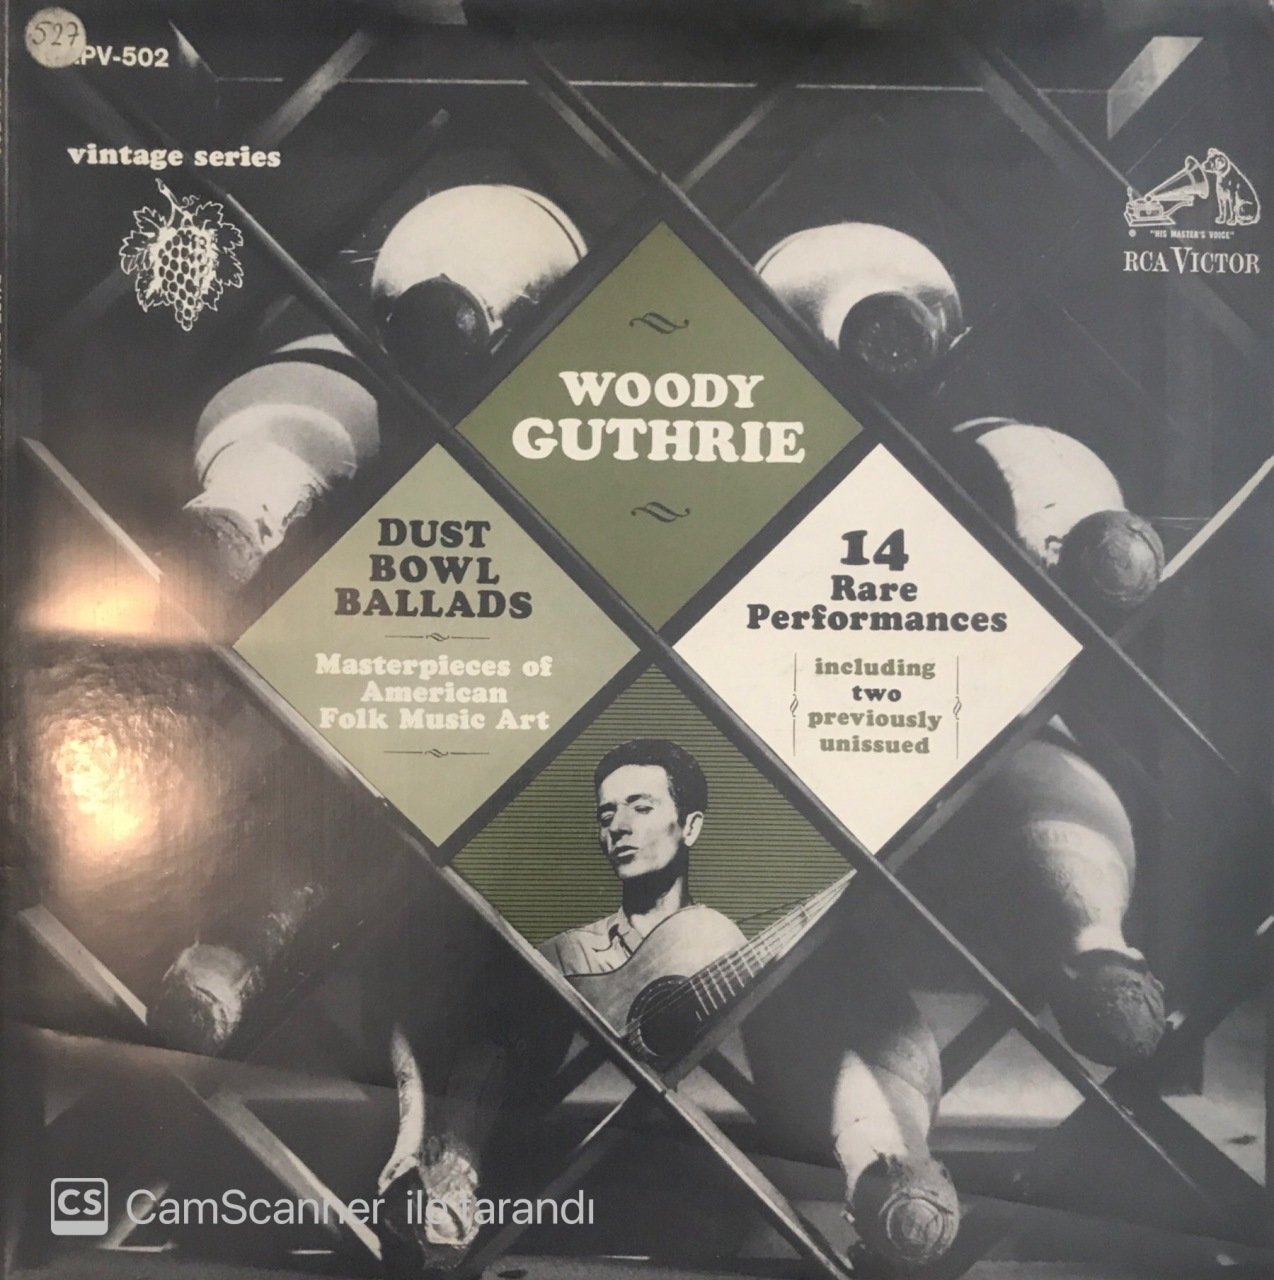 527
PV-502
vintage series
"HIS MASTER'S VOICE"
RCA VICTOR
WOODY
GUTHRIE
DUST
BOWL
BALLADS
Masterpieces of
American
Folk Music Art
14
Rare
Performances
including
two
previously
unissued
CS CamScanner ile tarandı